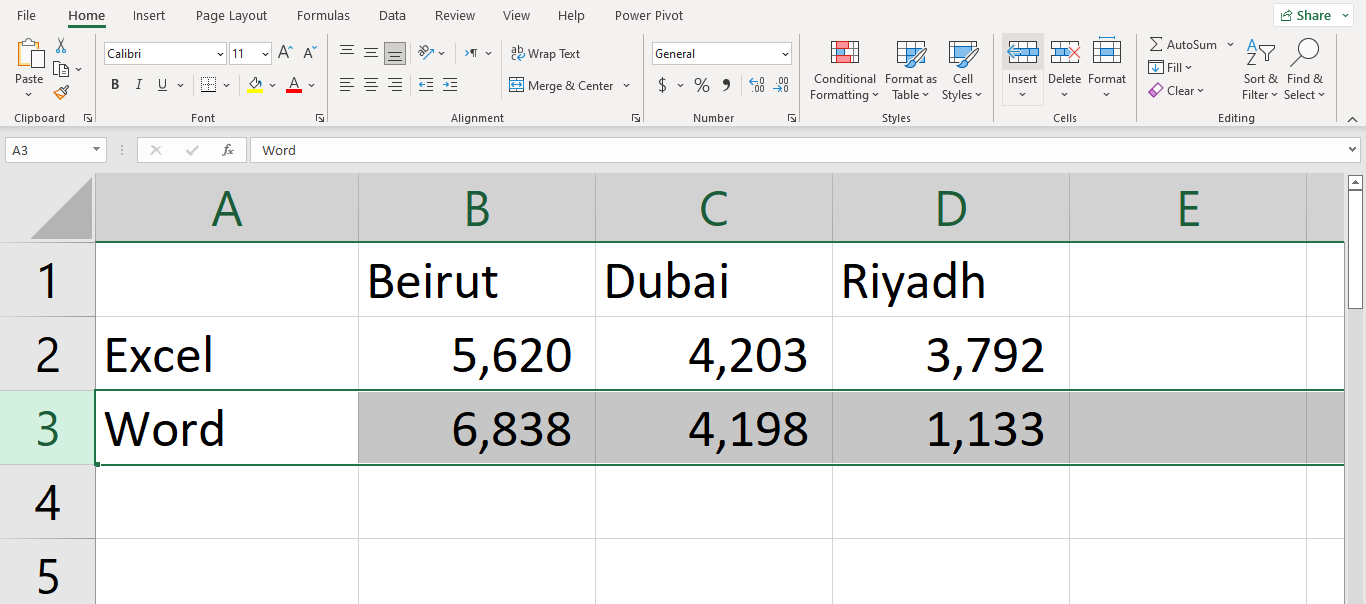 File Home Insert Page Layout Formulas Data Review View Help Power Pivot Share
Calibri 11 A A ab Wrap Text General AutoSum A
Paste Conditional Format as Cell Insert Delete Format Fill Z Sort & Find &
B I U A Merge & Center $ % 9 .00 Formatting Table Styles Clear Filter Select
Clipboard Font Alignment Number Styles Cells Editing
A3 fx Word
A B C D E
1 Beirut Dubai Riyadh
2 Excel 5,620 4,203 3,792
3 Word 6,838 4,198 1,133
4
5